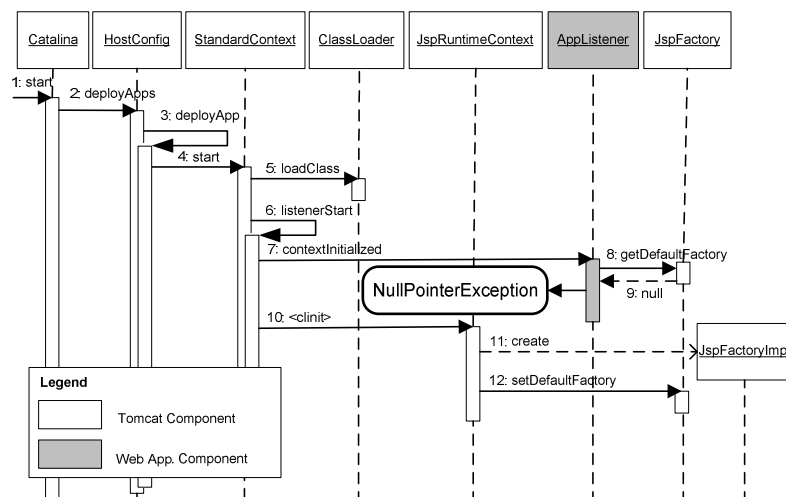 Catalina
HostConfig
StandardContext
ClassLoader
JspRuntimeContext
AppListener
JspFactory
1: start
2: deployApps
3: deployApp
4: start
5: loadClass
6: listenerStart
7: contextInitialized
8: getDefaultFactory
NullPointerException
9: null
10: <clinit>
11: create
JspFactoryImp
12: setDefaultFactory
Legend
Tomcat Component
Web App. Component